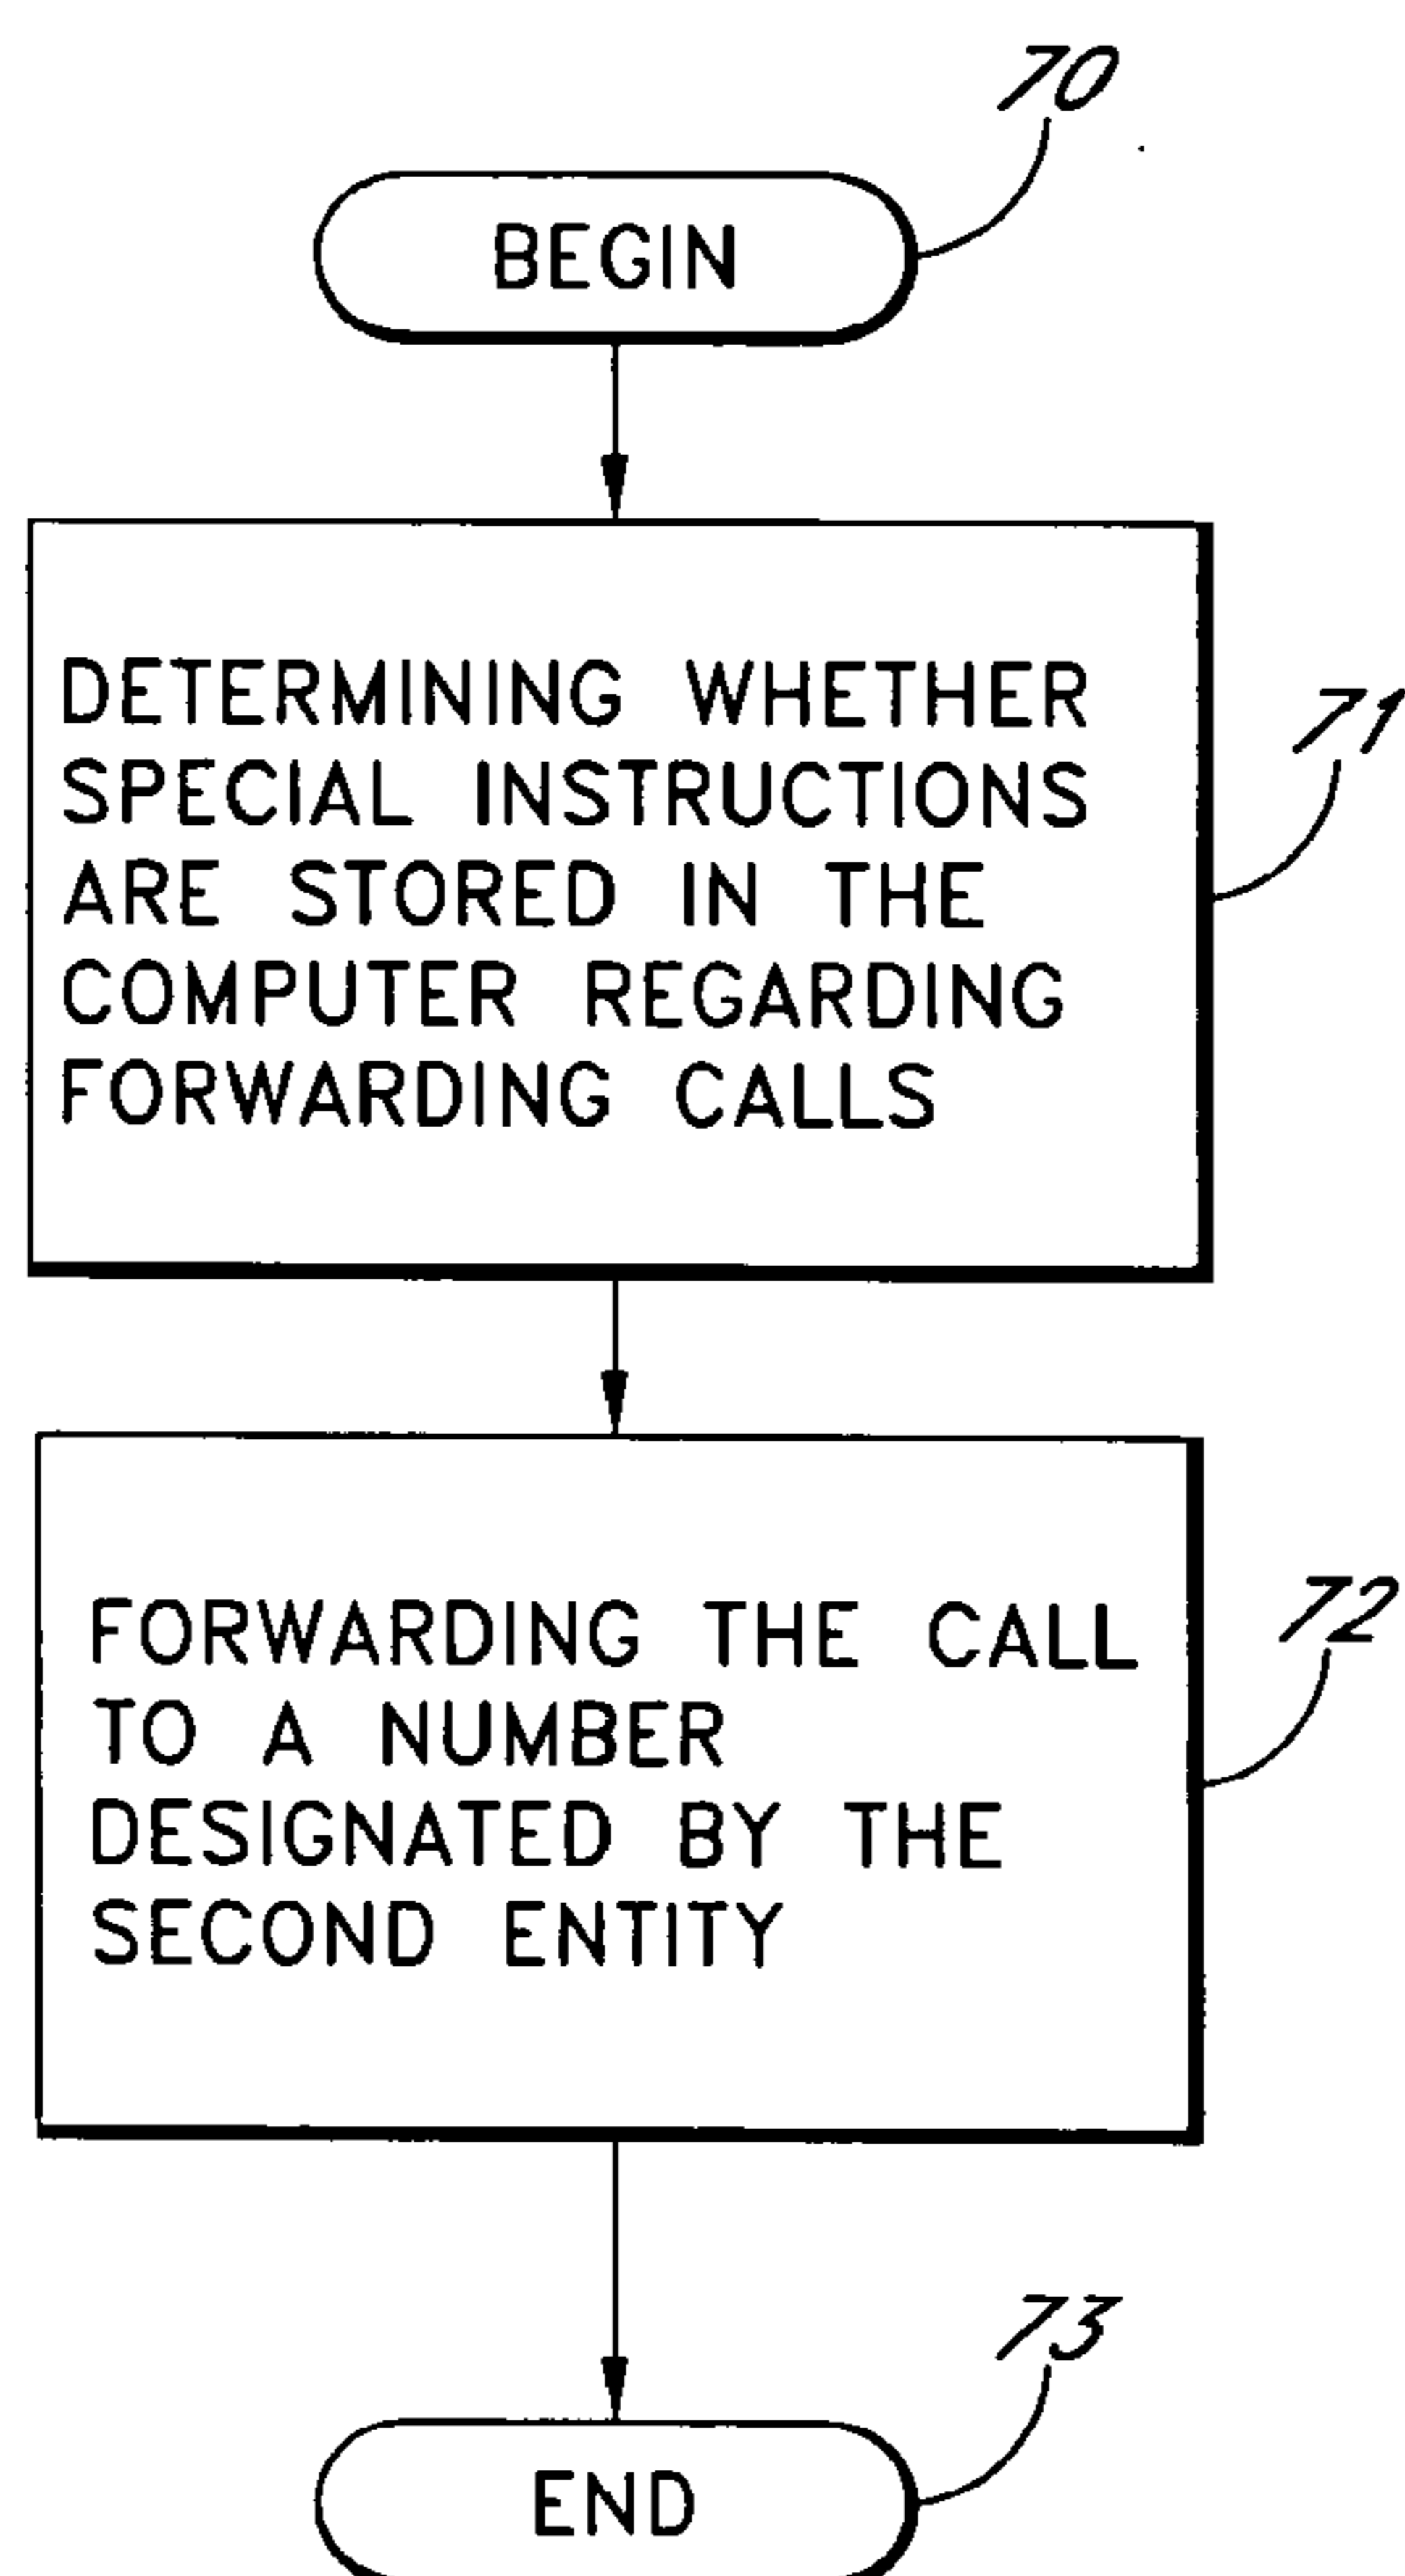 70
BEGIN
DETERMINING WHETHER
SPECIAL INSTRUCTIONS
ARE STORED IN THE
COMPUTER REGARDING
FORWARDING CALLS
71
FORWARDING THE CALL
TO A NUMBER
DESIGNATED BY THE
SECOND ENTITY
72
73
END